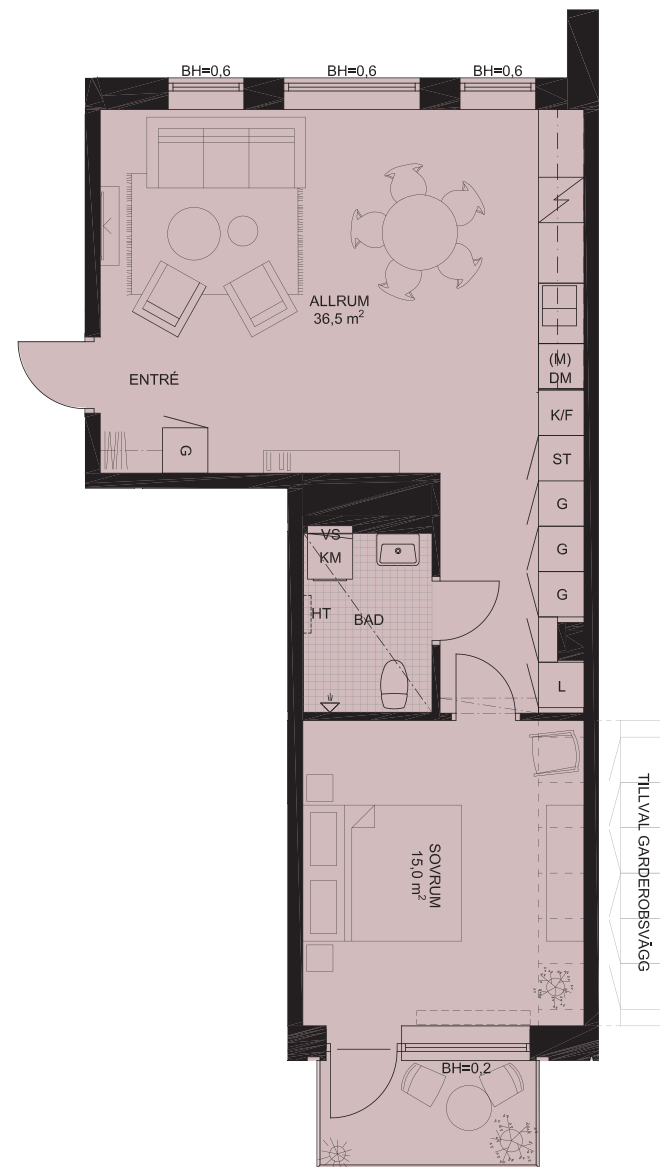 BH=0,6
BH=0,6
BH=0,6
ALLRUM
36,5 m²
(M)
DM
ENTRÉ
K/F
G
ST
G
G
G
VS
KM
HT
BAD
L
TILLVAL GARDEROBSVÄGG
SOVRUM
15,0 m²
BH=0,2